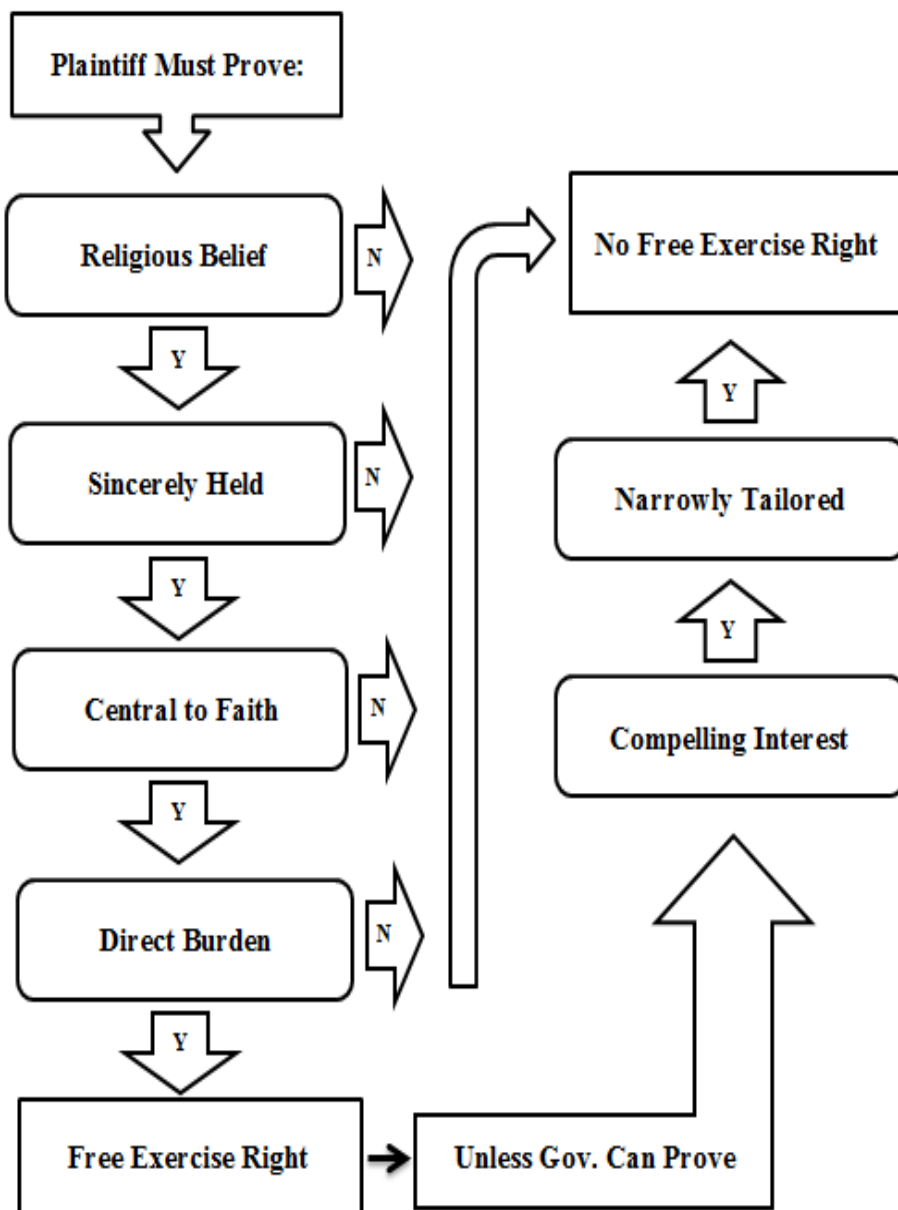 Plaintiff Must Prove:
Religious Belief
N
Y
Sincerely Held
N
Y
Central to Faith
N
Y
Direct Burden
N
Y
Free Exercise Right
Unless Gov. Can Prove
Compelling Interest
Y
Narrowly Tailored
Y
No Free Exercise Right